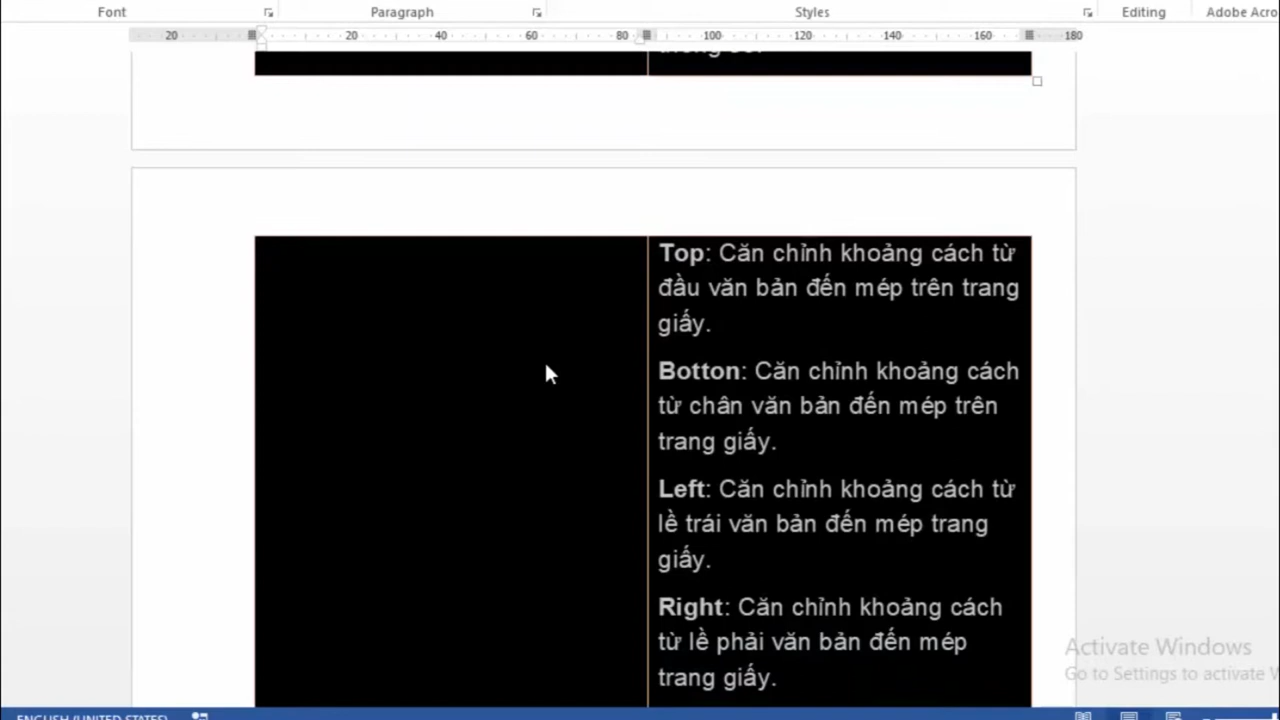 Font Paragraph Styles Editing Adobe Acro
20 20 40 60 80 100 120 140 160 180
Top: Căn chỉnh khoảng cách từ
đầu văn bản đến mép trên trang
giấy.
Botton: Căn chỉnh khoảng cách
từ chân văn bản đến mép trên
trang giấy.
Left: Căn chỉnh khoảng cách từ
lề trái văn bản đến mép trang
giấy.
Right: Căn chỉnh khoảng cách
từ lề phải văn bản đến mép
trang giấy.
Activate Windows
Go to Settings to activate W
ENGLISH (UNITED STATES)